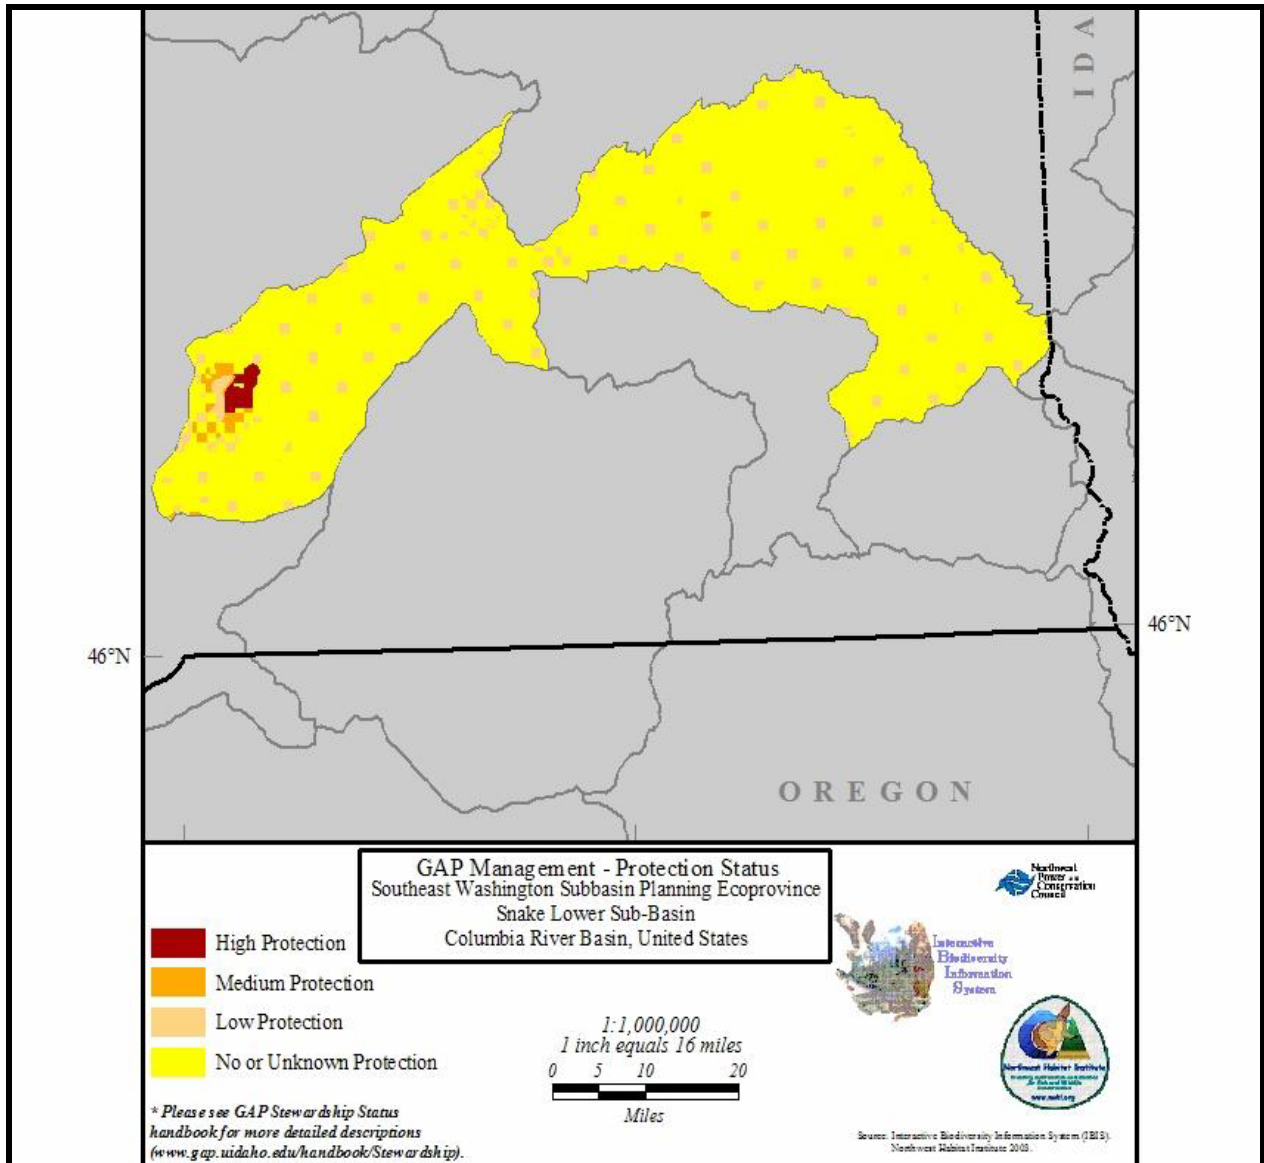 IDA
46°N
46°N
OREGON
GAP Management - Protection Status
Southeast Washington Subbasin Planning Ecoprovince
Snake Lower Sub-Basin
Columbia River Basin, United States
High Protection
Medium Protection
Low Protection
No or Unknown Protection
* Please see GAP Stewardship Status
handbook for more detailed descriptions
(www.gap.uidaho.edu/handbook/Stewardship).
1:1,000,000
1 inch equals 16 miles
0 5 10 20
Miles
Northwest
Power and
Conservation
Council
Interactive
Biodiversity
Information
System
Northwest Habitat Institute
www.nwhi.org
Source: Interactive Biodiversity Information System (IBIS).
Northwest Habitat Institute 2003.